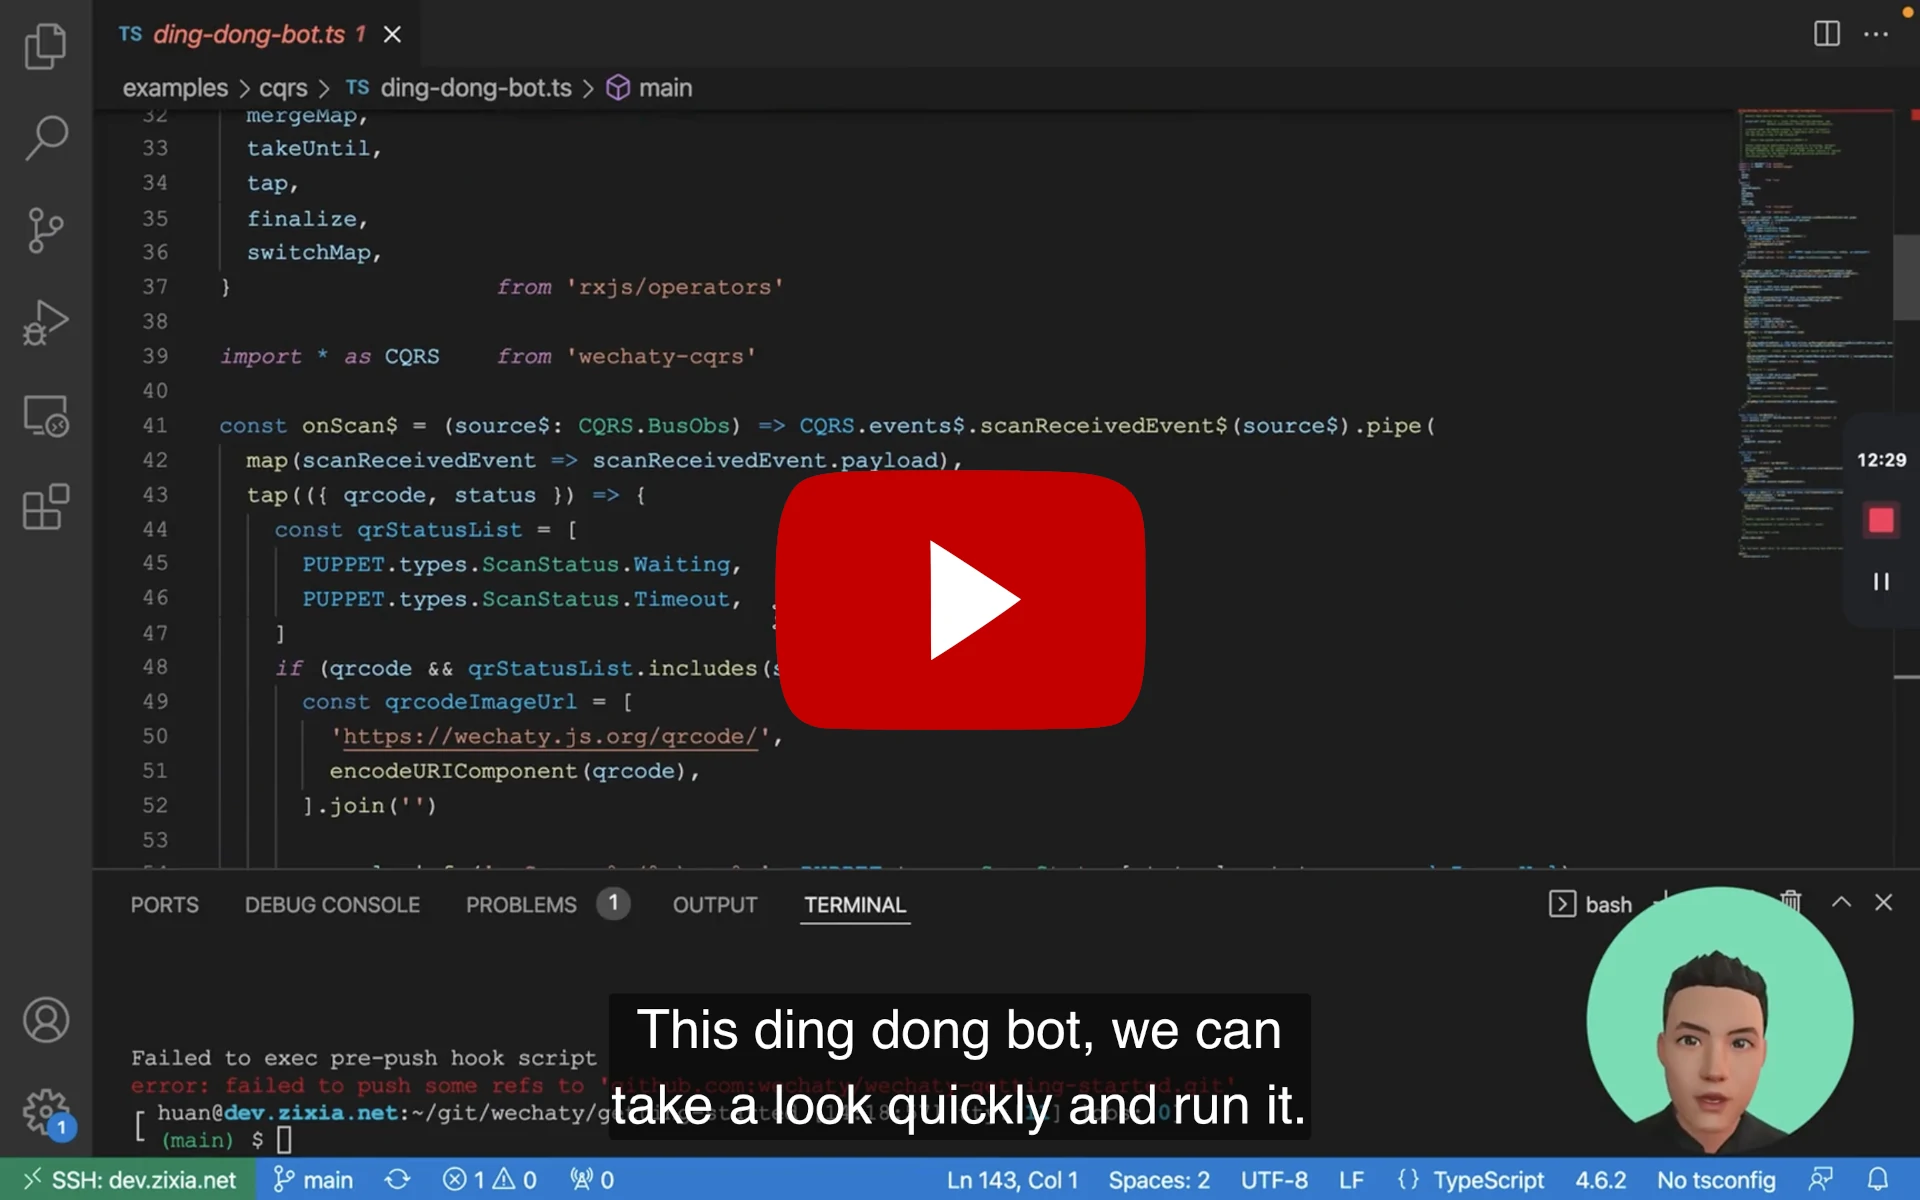 TS ding-dong-bot.ts 1
examples > cqrs > TS ding-dong-bot.ts > main
32 mergeMap,
33 takeUntil,
34 tap,
35 finalize,
36 switchMap,
37 } from 'rxjs/operators'
38
39 import * as CQRS from 'wechaty-cqrs'
40
41 const onScan$ = (source$: CQRS.BusObs) => CQRS.events$.scanReceivedEvent$(source$).pipe(
42 map(scanReceivedEvent => scanReceivedEvent.payload),
43 tap(({ qrcode, status }) => {
44 const qrStatusList = [
45 PUPPET.types.ScanStatus.Waiting,
46 PUPPET.types.ScanStatus.Timeout,
47 ]
48 if (qrcode && qrStatusList.includes(
49 const qrcodeImageUrl = [
50 'https://wechaty.js.org/qrcode/',
51 encodeURIComponent(qrcode),
52 ].join('')
53
12:29
PORTS DEBUG CONSOLE PROBLEMS 1 OUTPUT TERMINAL bash
Failed to exec pre-push hook script
error: failed to push some refs to 'github.com:wechaty/wechaty-getting-started.git'
[ huan@dev.zixia.net:~/git/wechaty/
(main) $
This ding dong bot, we can
take a look quickly and run it.
1
SSH: dev.zixia.net main 1 0 0 Ln 143, Col 1 Spaces: 2 UTF-8 LF {} TypeScript 4.6.2 No tsconfig